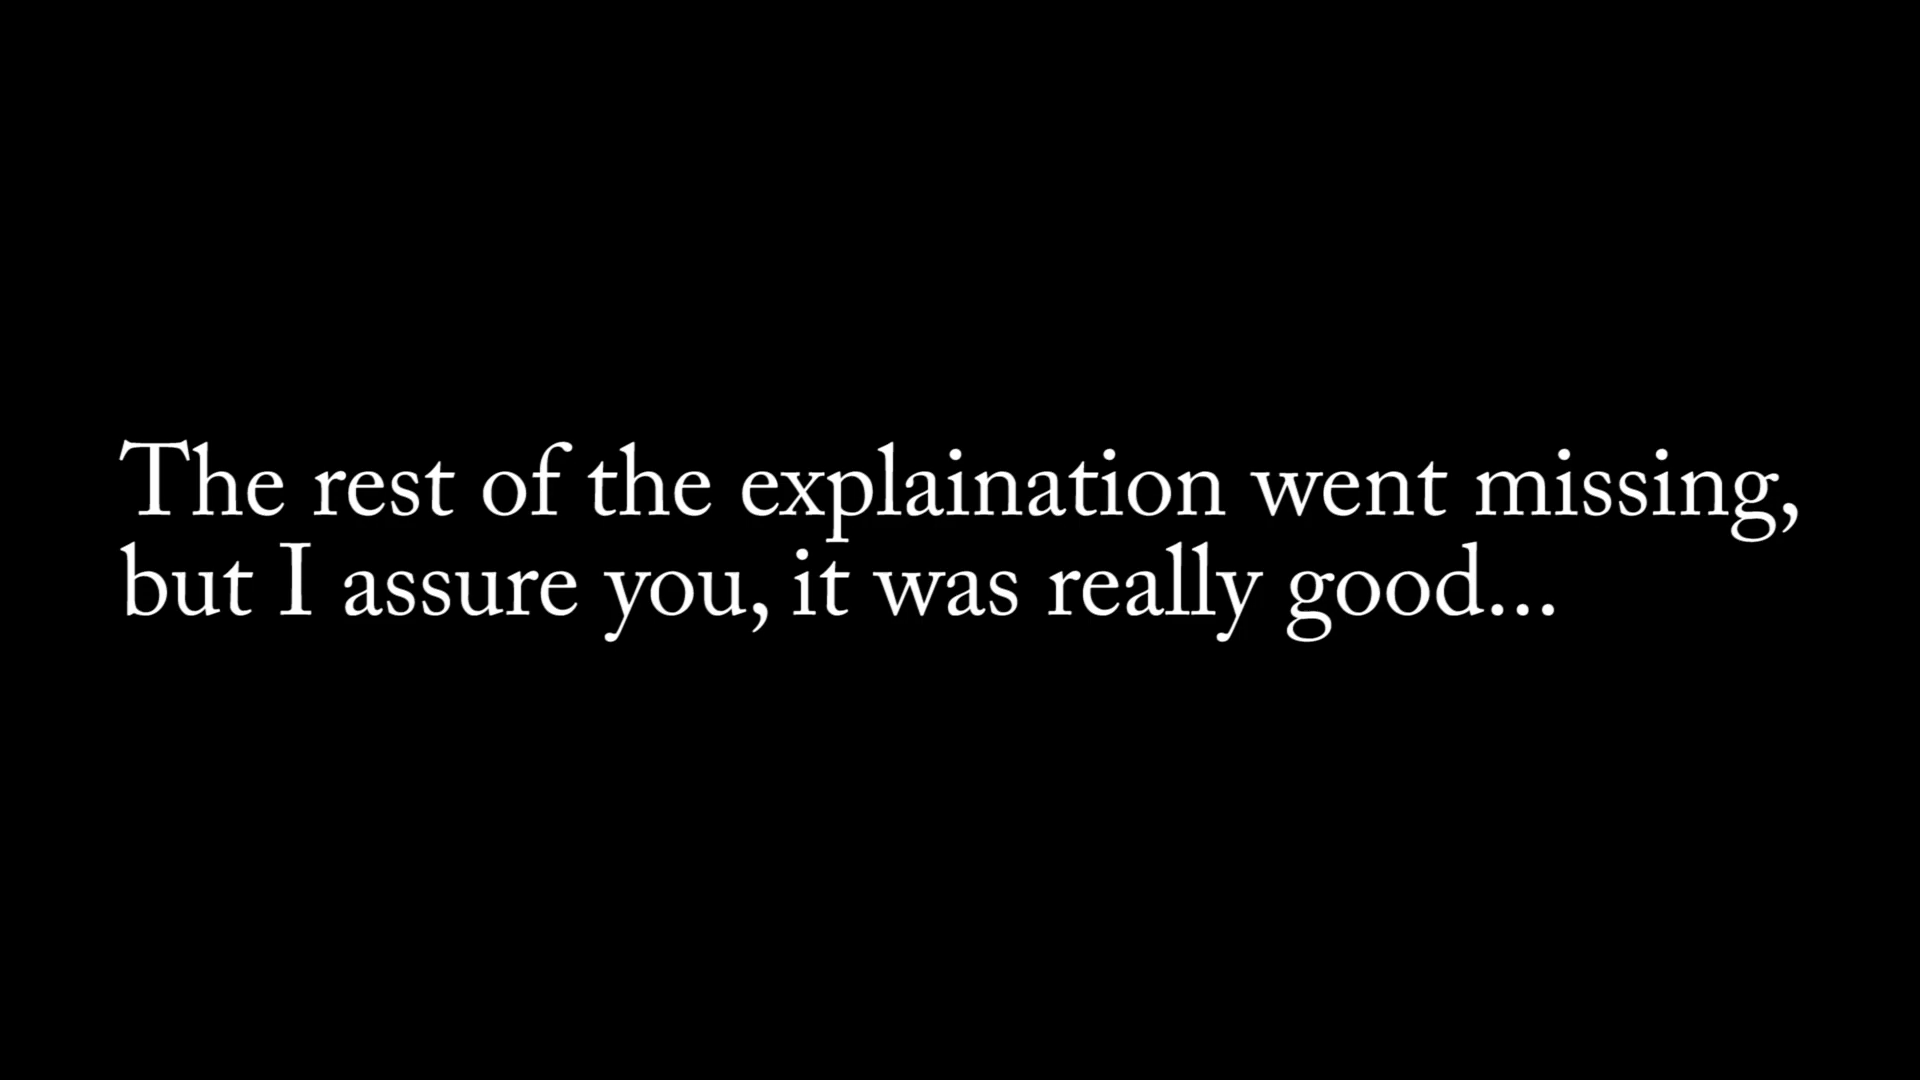 The rest of the explaination went missing,
but I assure you, it was really good...